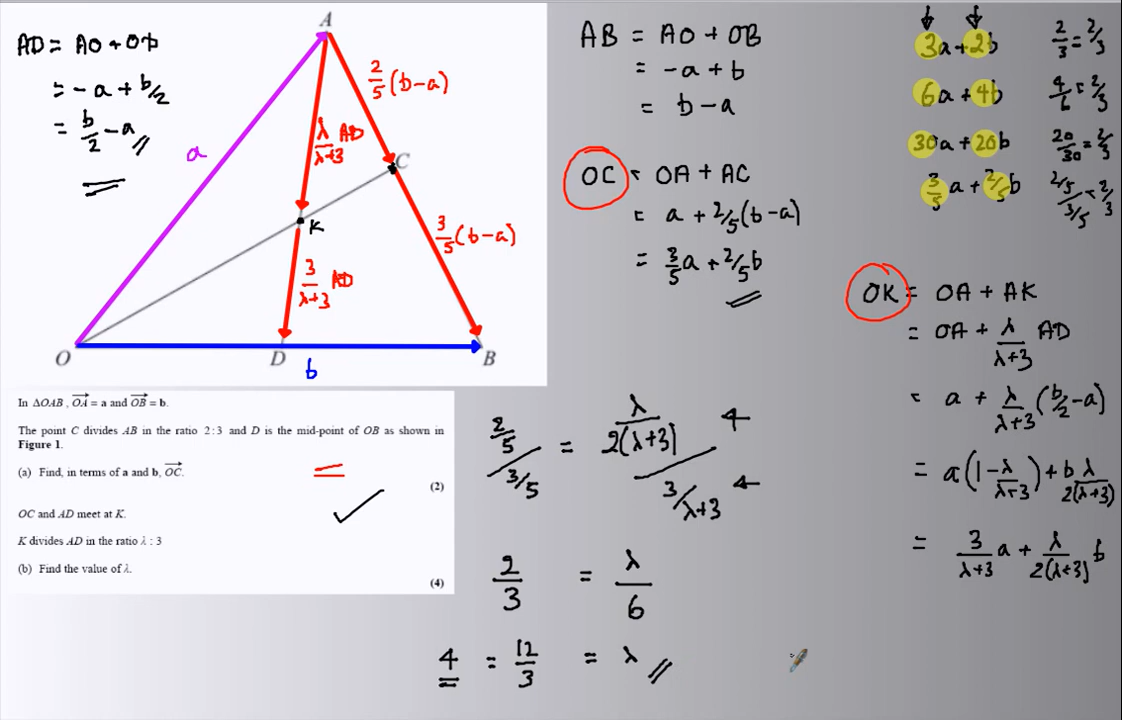 AD = AO + OD
= -a + b/2
= b/2 - a //
A
a
2/5 (b-a)
λ/(λ+3) AD
C
K
3/5 (b-a)
3/(λ+3) AD
O
D
B
b
In ΔOAB, OA = a and OB = b.
The point C divides AB in the ratio 2:3 and D is the mid-point of OB as shown in
Figure 1.
(a) Find, in terms of a and b, OC.
(2)
OC and AD meet at K.
K divides AD in the ratio λ : 3
(b) Find the value of λ.
(4)
AB = AO + OB
= -a + b
= b - a
OC = OA + AC
= a + 2/5(b-a)
= 3/5 a + 2/5 b
(2/5)/(3/5) = (λ/2(λ+3))/(3/(λ+3))
2/3 = λ/6
4 = 12/3 = λ //
3a + 2b 2/3 = 2/3
6a + 4b 4/6 = 2/3
30a + 20b 20/30 = 2/3
3/5 a + 2/5 b (2/5)/(3/5) = 2/3
OK = OA + AK
= OA + λ/(λ+3) AD
= a + λ/(λ+3) (b/2 - a)
= a(1 - λ/(λ+3)) + b λ/2(λ+3)
= 3/(λ+3) a + λ/2(λ+3) b